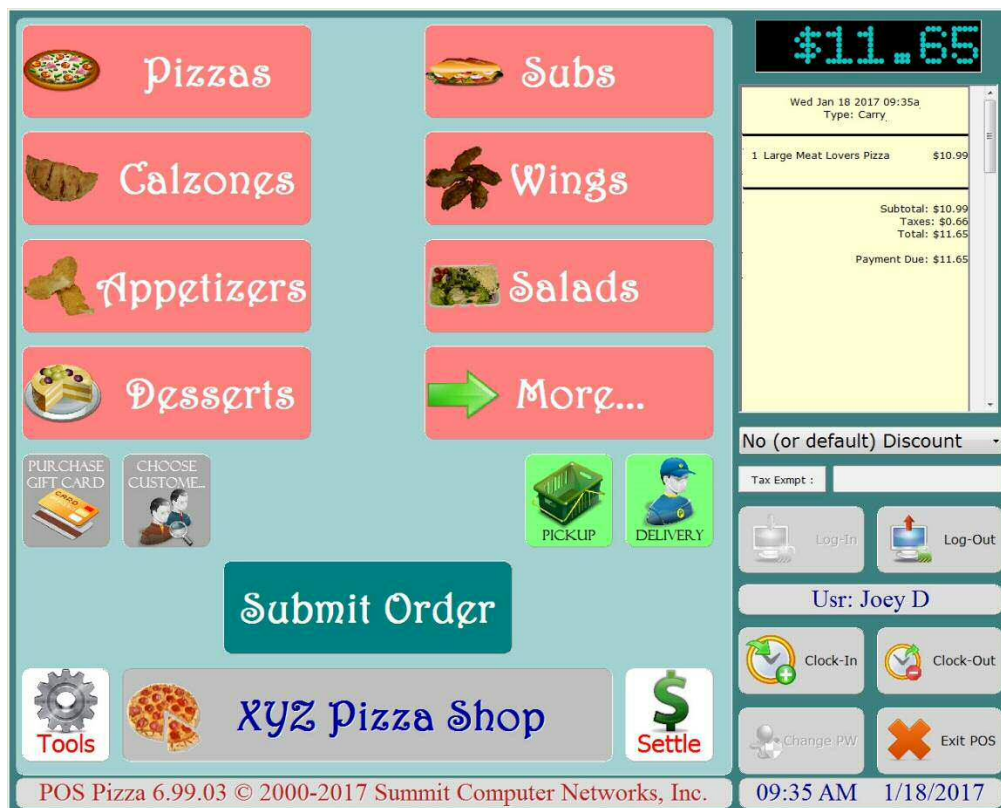 Pizzas
Subs
Calzones
Wings
Appetizers
Salads
Desserts
More...
PURCHASE
GIFT CARD
CHOOSE
CUSTOME...
PICKUP
DELIVERY
Submit Order
Tools
XYZ Pizza Shop
Settle
POS Pizza 6.99.03 © 2000-2017 Summit Computer Networks, Inc.
$11.65
Wed Jan 18 2017 09:35a
Type: Carry
1 Large Meat Lovers Pizza $10.99
Subtotal: $10.99
Taxes: $0.66
Total: $11.65
Payment Due: $11.65
No (or default) Discount
Tax Exmpt :
Log-In
Log-Out
Usr: Joey D
Clock-In
Clock-Out
Change PW
Exit POS
09:35 AM 1/18/2017